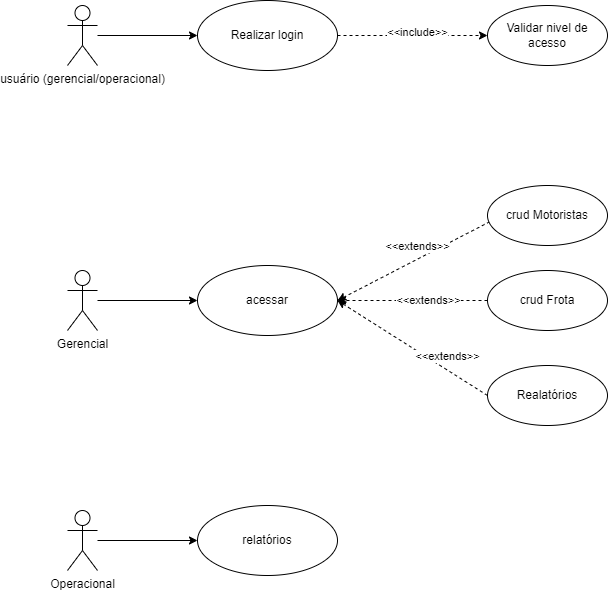 Realizar login
<<include>>
Validar nivel de
acesso
usuário (gerencial/operacional)
crud Motoristas
<<extends>>
acessar
<<extends>>
crud Frota
Gerencial
<<extends>>
Realatórios
relatórios
Operacional